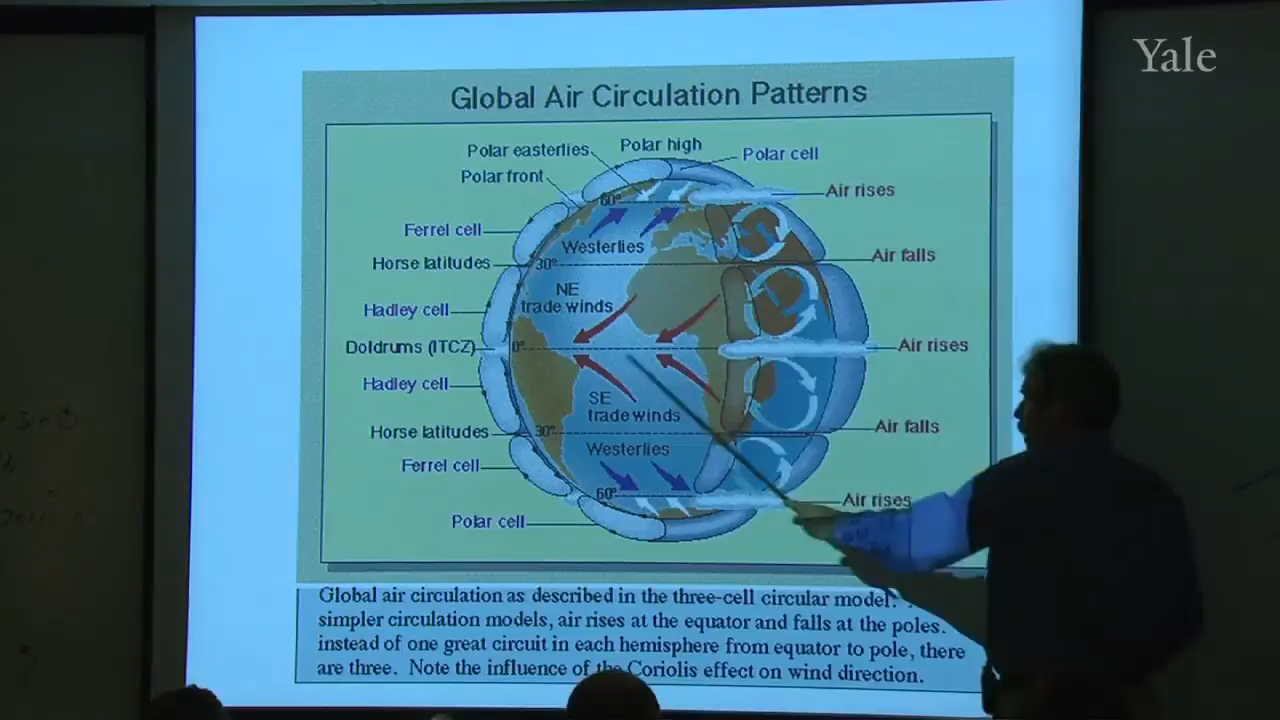 Yale
Global Air Circulation Patterns
Polar easterlies
Polar high
Polar cell
Polar front
Air rises
60°
Ferrel cell
Westerlies
Air falls
Horse latitudes
30°
NE
trade winds
Hadley cell
Doldrums (ITCZ)
0°
Air rises
Hadley cell
SE
trade winds
Horse latitudes
30°
Air falls
Westerlies
Ferrel cell
60°
Air rises
Polar cell
Global air circulation as described in the three-cell circular model.
simpler circulation models, air rises at the equator and falls at the poles.
instead of one great circuit in each hemisphere from equator to pole, there
are three. Note the influence of the Coriolis effect on wind direction.